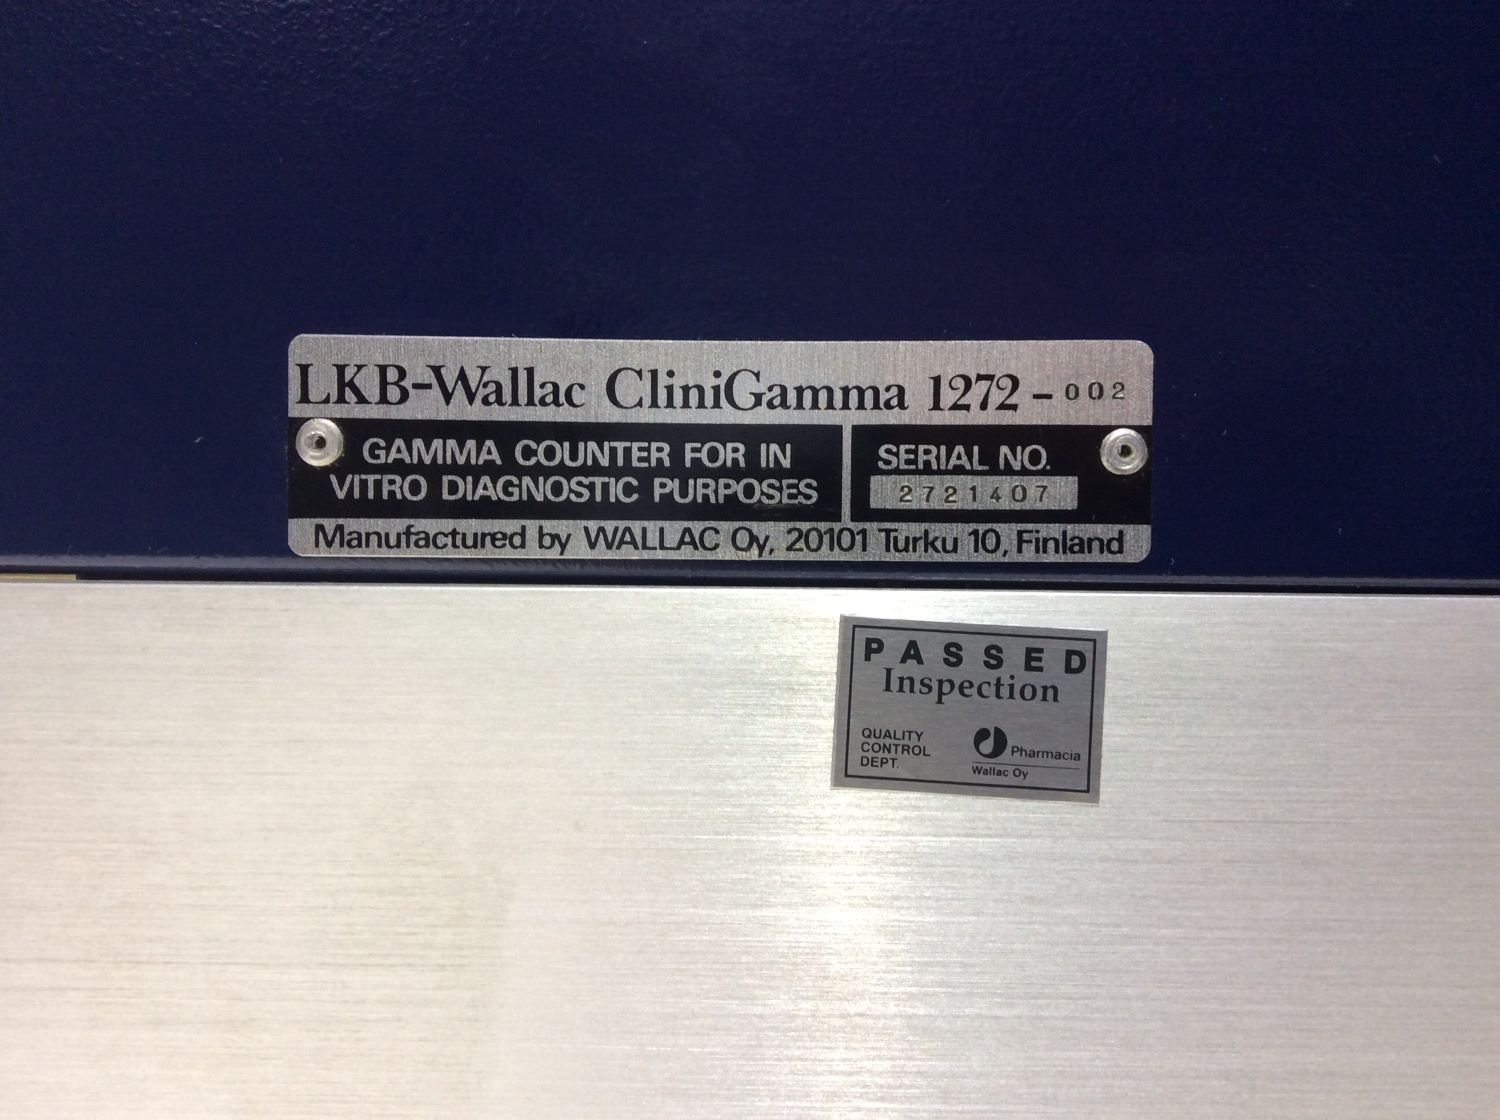 LKB-Wallac CliniGamma 1272 - 002
GAMMA COUNTER FOR IN
VITRO DIAGNOSTIC PURPOSES
SERIAL NO.
2721407
Manufactured by WALLAC Oy, 20101 Turku 10, Finland
PASSED
Inspection
QUALITY
CONTROL
DEPT.
Pharmacia
Wallac Oy